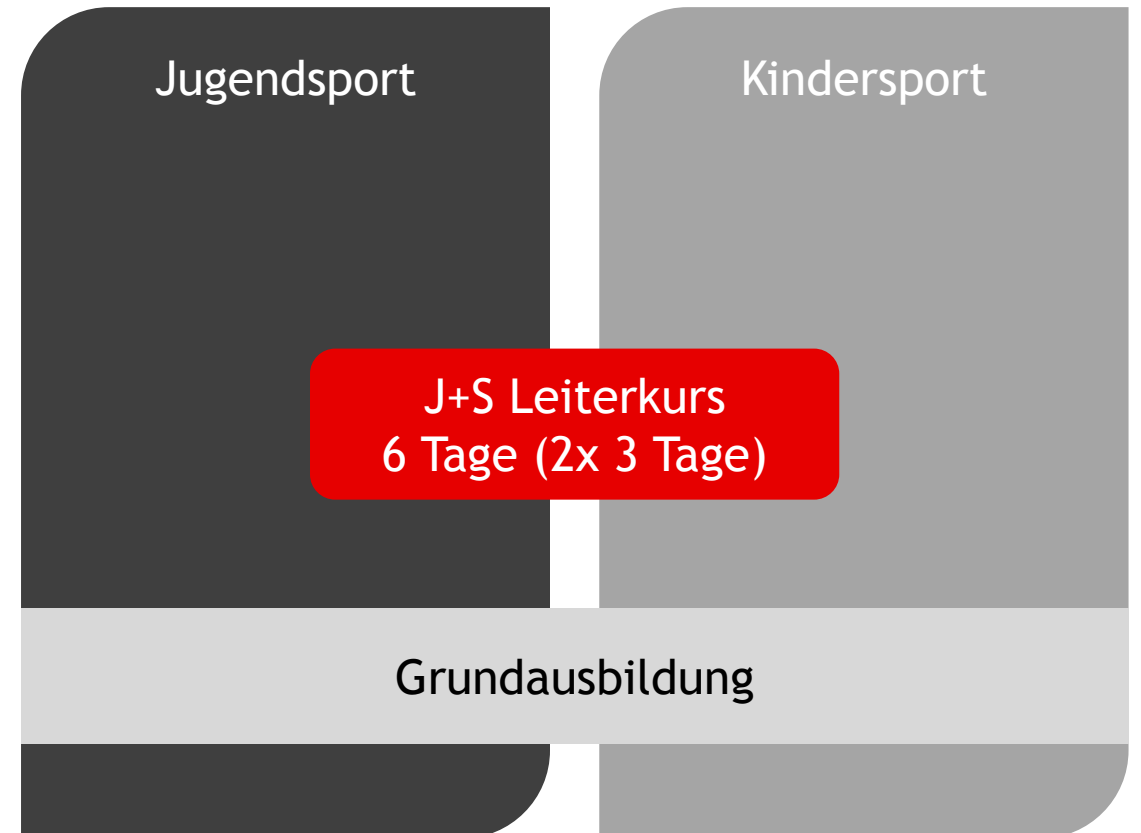 Jugendsport
Kindersport
J+S Leiterkurs
6 Tage (2x 3 Tage)
Grundausbildung